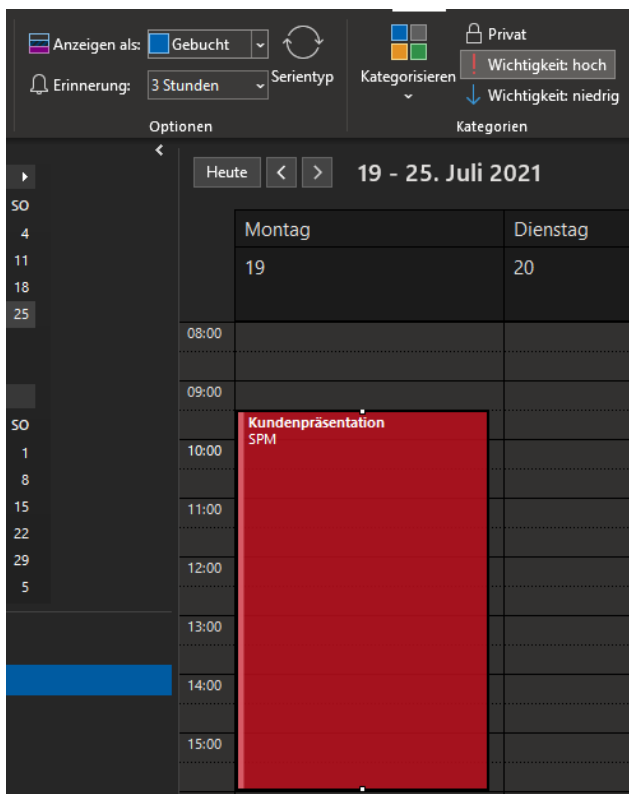 Anzeigen als: Gebucht
Erinnerung: 3 Stunden
Serientyp
Optionen
Kategorisieren
Privat
Wichtigkeit: hoch
Wichtigkeit: niedrig
Kategorien
SO
4
11
18
25
SO
1
8
15
22
29
5
Heute
19 - 25. Juli 2021
Montag Dienstag
19 20
08:00
09:00
Kundenpräsentation
SPM
10:00
11:00
12:00
13:00
14:00
15:00